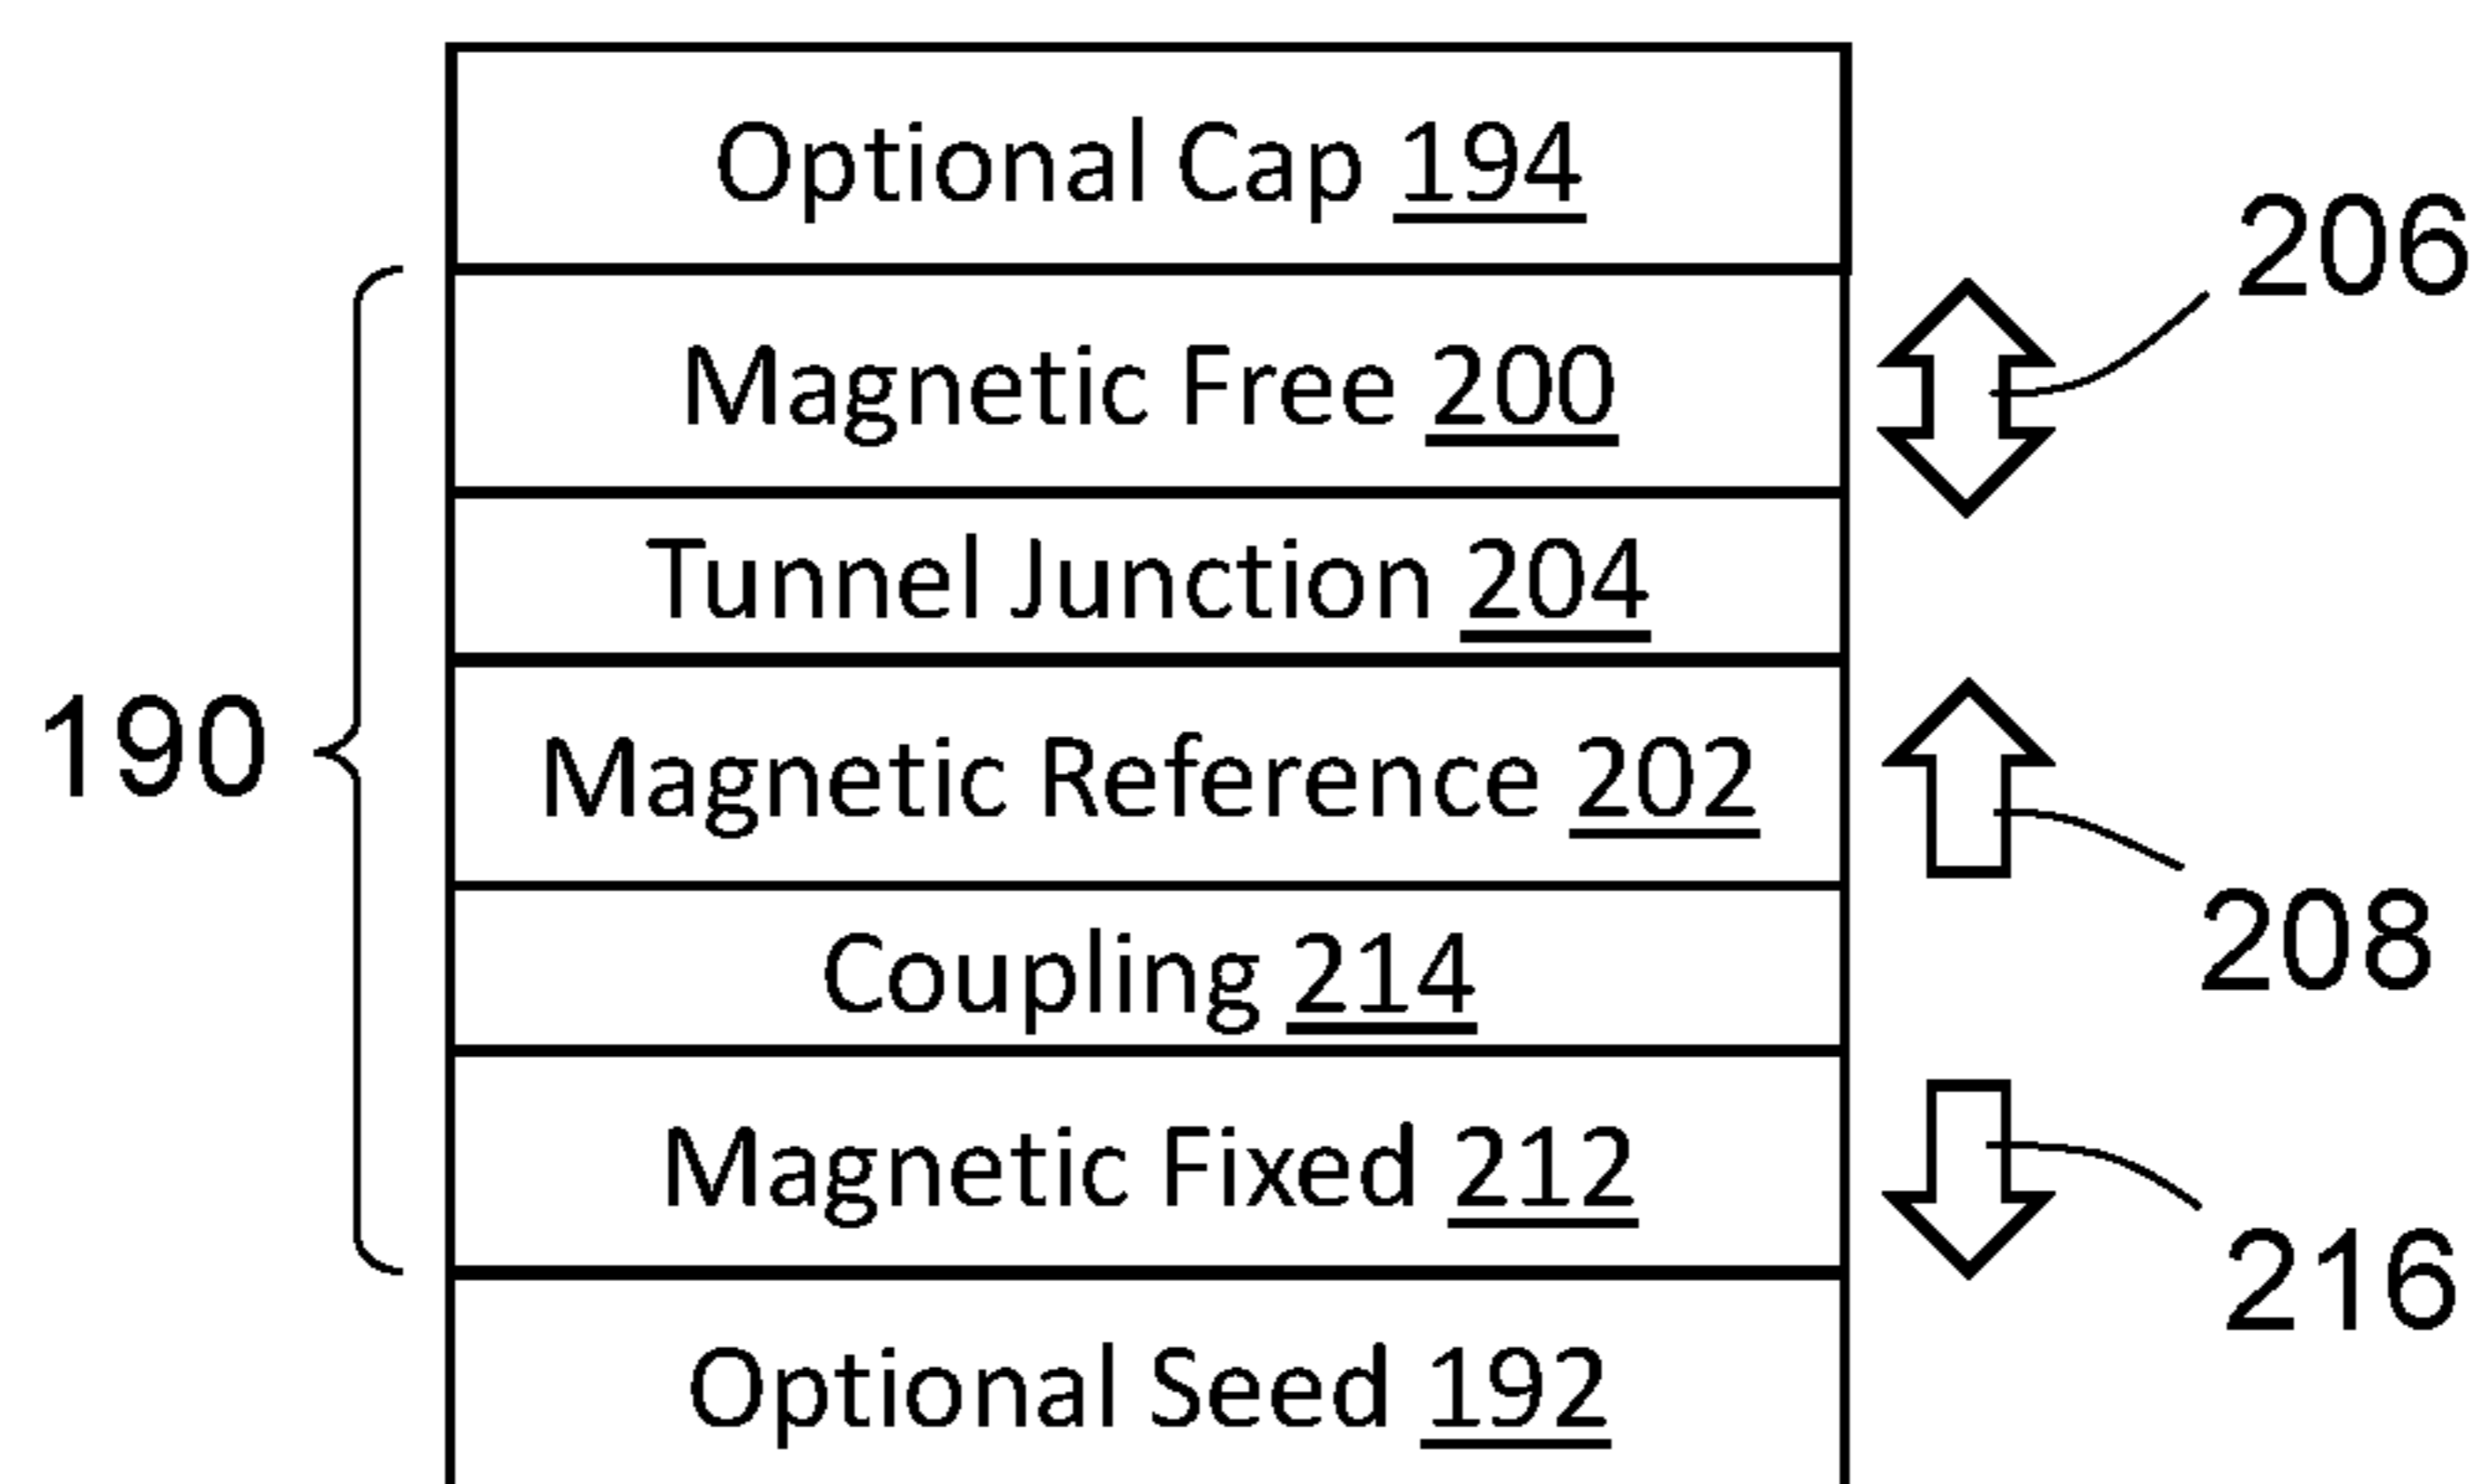 Optional Cap 194
206
Magnetic Free 200
Tunnel Junction 204
190
Magnetic Reference 202
208
Coupling 214
Magnetic Fixed 212
216
Optional Seed 192